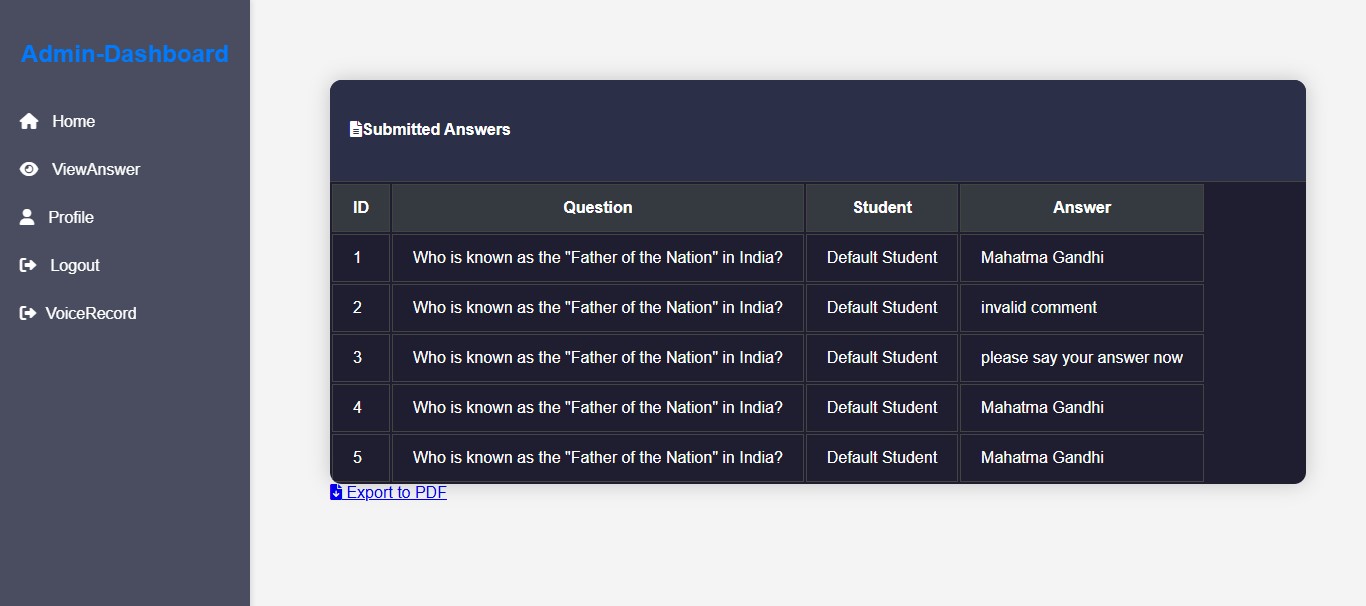 Admin-Dashboard
Home
ViewAnswer
Profile
Logout
VoiceRecord
Submitted Answers
ID Question Student Answer
1 Who is known as the "Father of the Nation" in India? Default Student Mahatma Gandhi
2 Who is known as the "Father of the Nation" in India? Default Student invalid comment
3 Who is known as the "Father of the Nation" in India? Default Student please say your answer now
4 Who is known as the "Father of the Nation" in India? Default Student Mahatma Gandhi
5 Who is known as the "Father of the Nation" in India? Default Student Mahatma Gandhi
Export to PDF